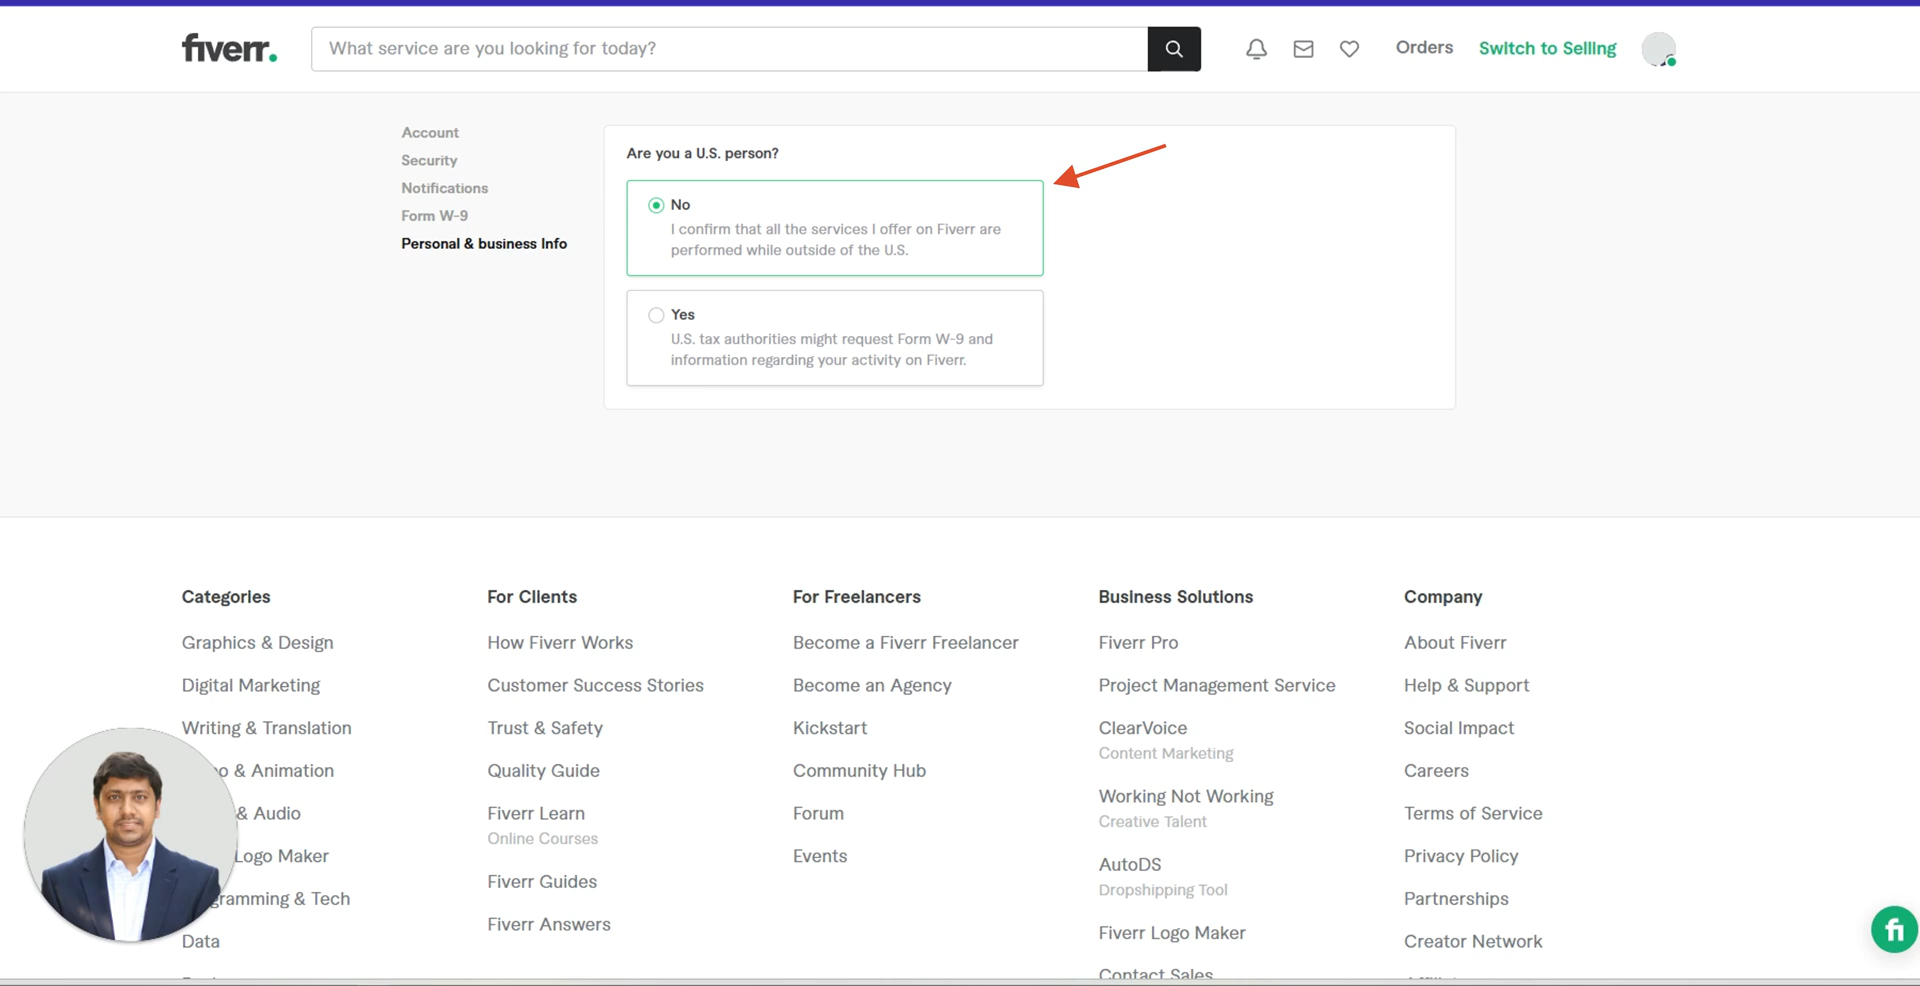 fiverr.
What service are you looking for today?
Orders
Switch to Selling
Account
Security
Notifications
Form W-9
Personal & business Info
Are you a U.S. person?
No
I confirm that all the services I offer on Fiverr are
performed while outside of the U.S.
Yes
U.S. tax authorities might request Form W-9 and
information regarding your activity on Fiverr.
Categories
Graphics & Design
Digital Marketing
Writing & Translation
& Animation
& Audio
Logo Maker
& Tech
Data
For Clients
How Fiverr Works
Customer Success Stories
Trust & Safety
Quality Guide
Fiverr Learn
Online Courses
Fiverr Guides
Fiverr Answers
For Freelancers
Become a Fiverr Freelancer
Become an Agency
Kickstart
Community Hub
Forum
Events
Business Solutions
Fiverr Pro
Project Management Service
ClearVoice
Content Marketing
Working Not Working
Creative Talent
AutoDS
Dropshipping Tool
Fiverr Logo Maker
Contact Sales
Company
About Fiverr
Help & Support
Social Impact
Careers
Terms of Service
Privacy Policy
Partnerships
Creator Network
fi